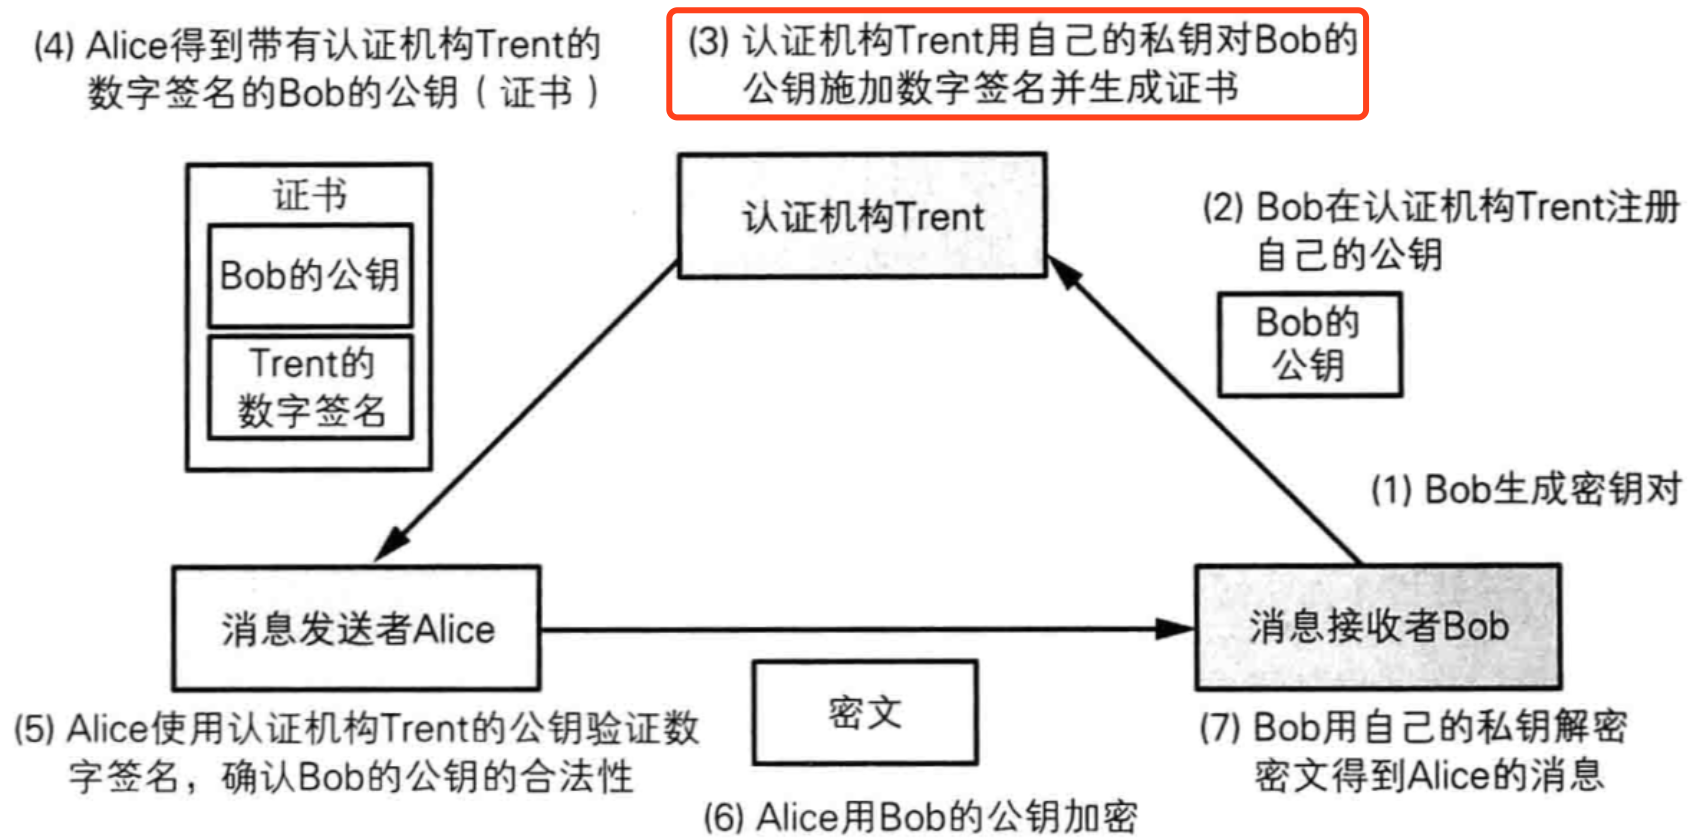 (4) Alice得到带有认证机构Trent的
数字签名的Bob的公钥（证书）
(3) 认证机构Trent用自己的私钥对Bob的
公钥施加数字签名并生成证书
证书
Bob的公钥
Trent的
数字签名
认证机构Trent
(2) Bob在认证机构Trent注册
自己的公钥
Bob的
公钥
(1) Bob生成密钥对
消息发送者Alice
消息接收者Bob
(5) Alice使用认证机构Trent的公钥验证数
字签名，确认Bob的公钥的合法性
密文
(6) Alice用Bob的公钥加密
(7) Bob用自己的私钥解密
密文得到Alice的消息